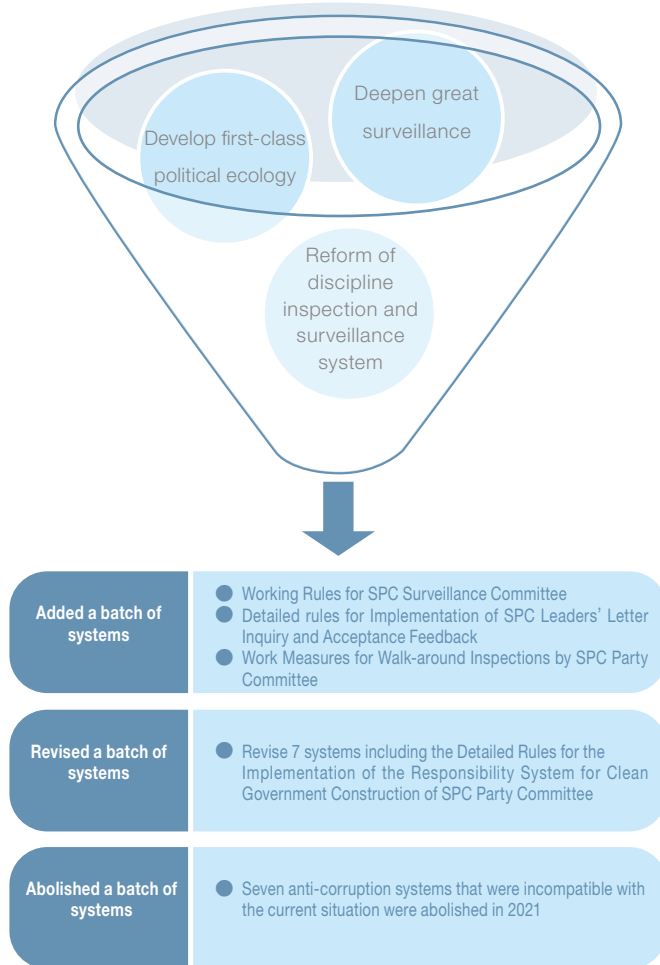 Deepen great
surveillance
Develop first-class
political ecology
Reform of
discipline
inspection and
surveillance
system
Added a batch of
systems
● Working Rules for SPC Surveillance Committee
● Detailed rules for Implementation of SPC Leaders' Letter
Inquiry and Acceptance Feedback
● Work Measures for Walk-around Inspections by SPC Party
Committee
Revised a batch of
systems
● Revise 7 systems including the Detailed Rules for the
Implementation of the Responsibility System for Clean
Government Construction of SPC Party Committee
Abolished a batch of
systems
● Seven anti-corruption systems that were incompatible with
the current situation were abolished in 2021